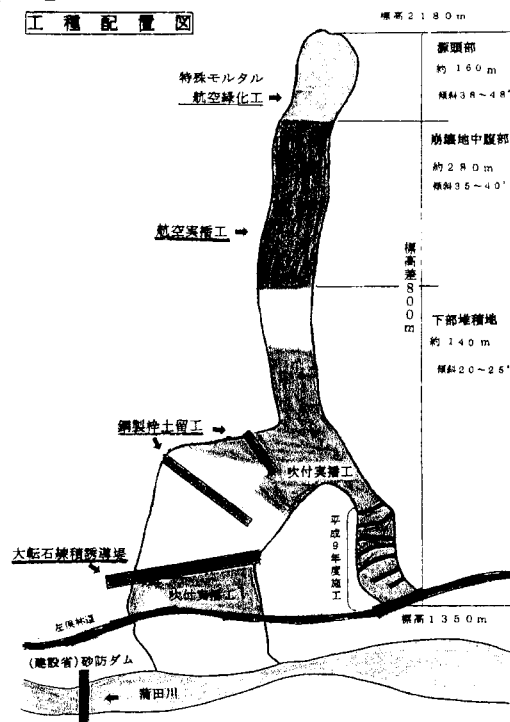 工種配置図
標高2180m
源頭部
約160m
傾斜38~48°
特殊モルタル
航空緑化工
崩壊地中腹部
約280m
傾斜35~40°
航空実播工
標高差800m
下部堆積地
約140m
傾斜20~25°
鋼製枠土留工
吹付実播工
大転石練積誘導堤
平成9年度施工
吹付実播工
左俣林道
標高1350m
(建設省)砂防ダム
蒲田川